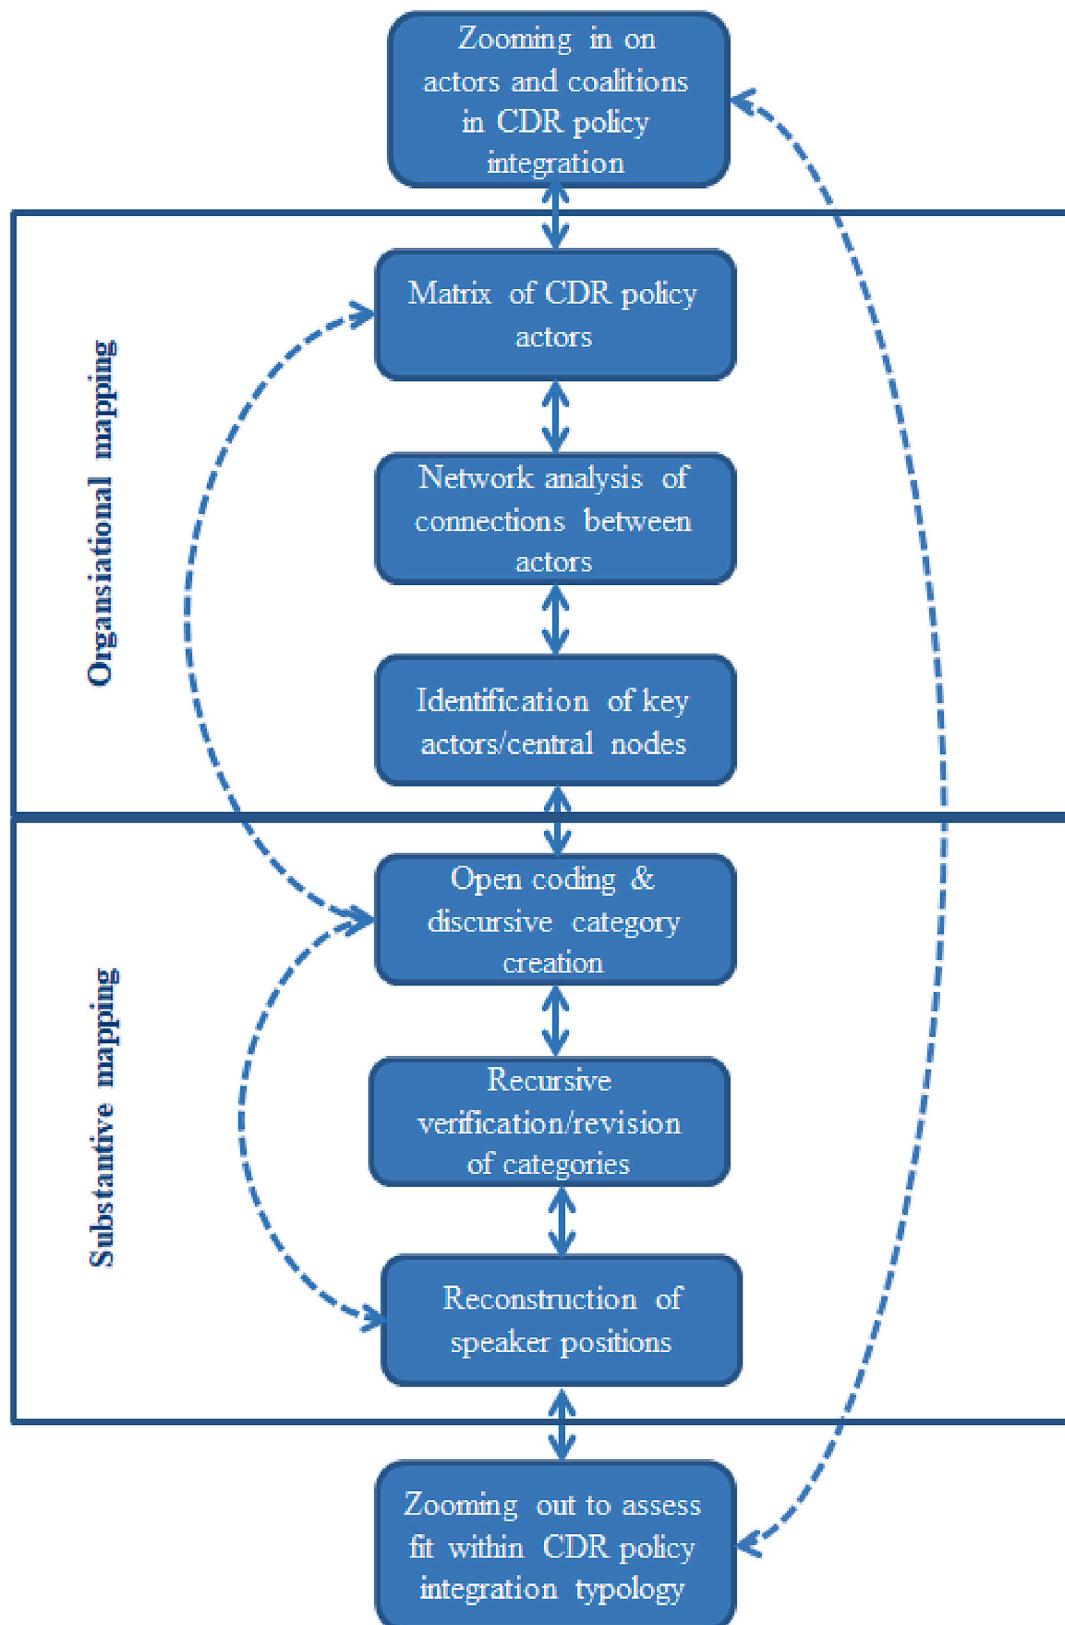 Zooming in on
actors and coalitions
in CDR policy
integration
Organsiational mapping
Matrix of CDR policy
actors
Network analysis of
connections between
actors
Identification of key
actors/central nodes
Substantive mapping
Open coding &
discursive category
creation
Recursive
verification/revision
of categories
Reconstruction of
speaker positions
Zooming out to assess
fit within CDR policy
integration typology